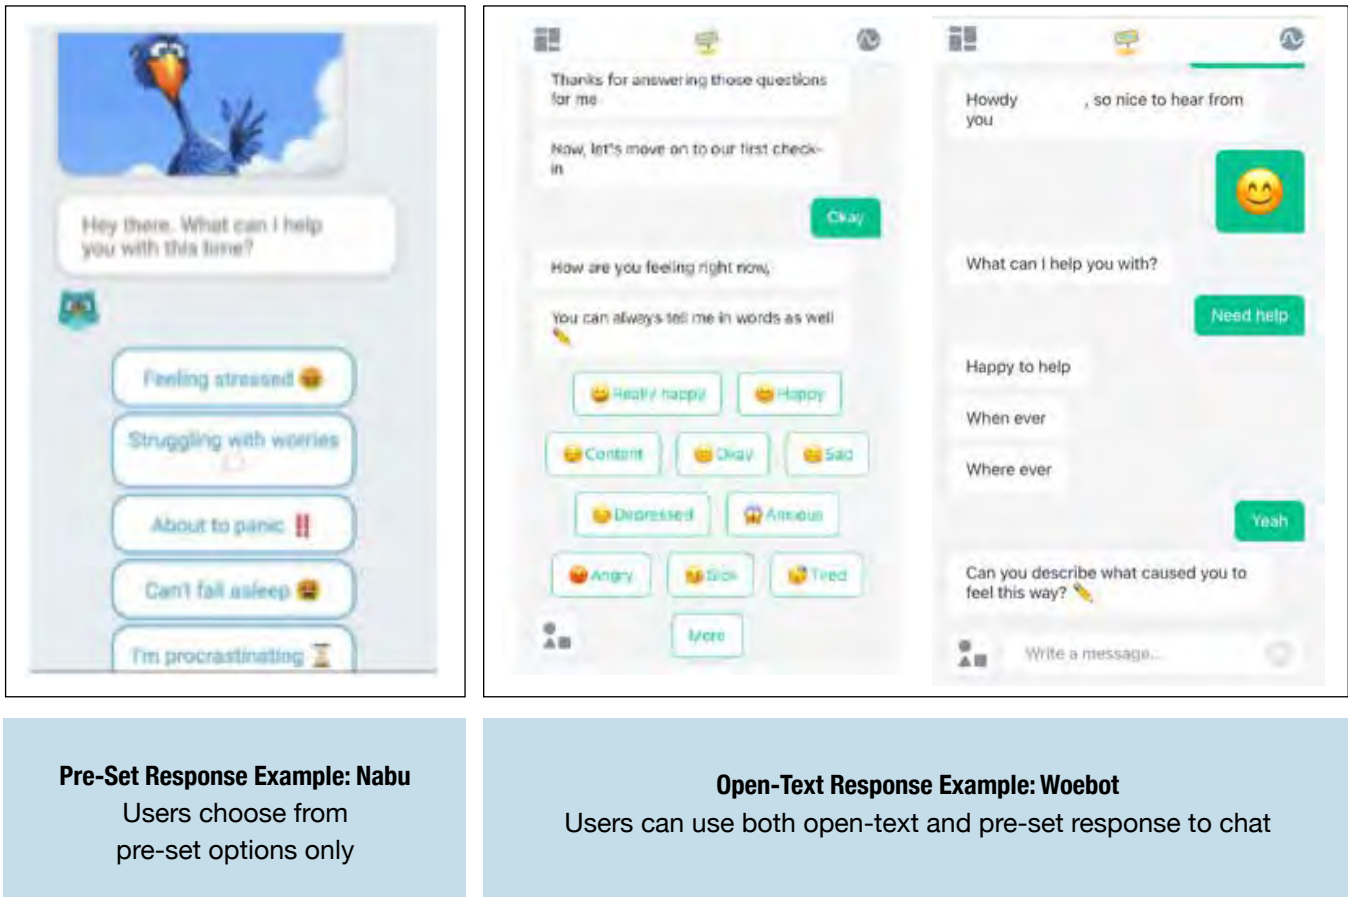 Hey there. What can I help
you with this time?
Feeling stressed
Struggling with worries
About to panic ‼
Can't fall asleep
I'm procrastinating
Thanks for answering those questions
for me
Now, let's move on to our first check-
in
Okay
How are you feeling right now,
You can always tell me in words as well
Really happy
Happy
Content
Okay
Sad
Depressed
Anxious
Angry
Sick
Tired
More
Howdy , so nice to hear from
you
What can I help you with?
Need help
Happy to help
When ever
Where ever
Yeah
Can you describe what caused you to
feel this way?
Write a message...
Pre-Set Response Example: Nabu
Users choose from
pre-set options only
Open-Text Response Example: Woebot
Users can use both open-text and pre-set response to chat